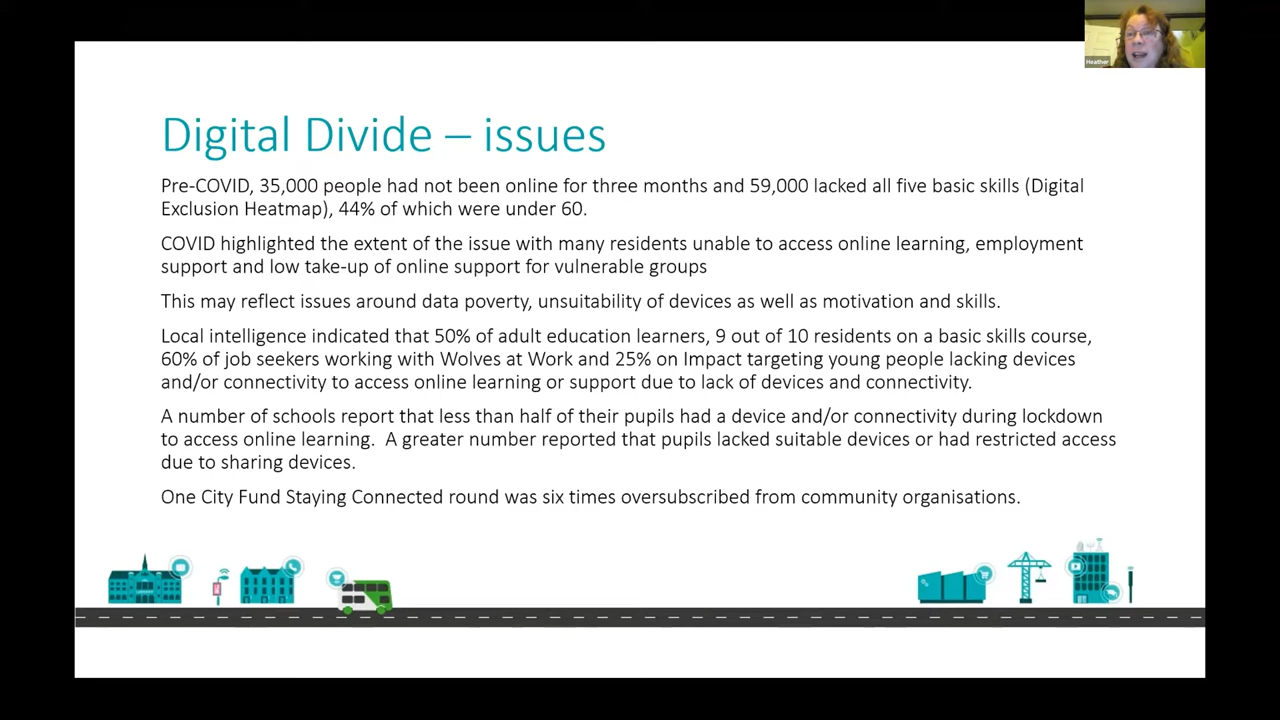 Heather
Digital Divide – issues
Pre-COVID, 35,000 people had not been online for three months and 59,000 lacked all five basic skills (Digital
Exclusion Heatmap), 44% of which were under 60.
COVID highlighted the extent of the issue with many residents unable to access online learning, employment
support and low take-up of online support for vulnerable groups
This may reflect issues around data poverty, unsuitability of devices as well as motivation and skills.
Local intelligence indicated that 50% of adult education learners, 9 out of 10 residents on a basic skills course,
60% of job seekers working with Wolves at Work and 25% on Impact targeting young people lacking devices
and/or connectivity to access online learning or support due to lack of devices and connectivity.
A number of schools report that less than half of their pupils had a device and/or connectivity during lockdown
to access online learning.  A greater number reported that pupils lacked suitable devices or had restricted access
due to sharing devices.
One City Fund Staying Connected round was six times oversubscribed from community organisations.